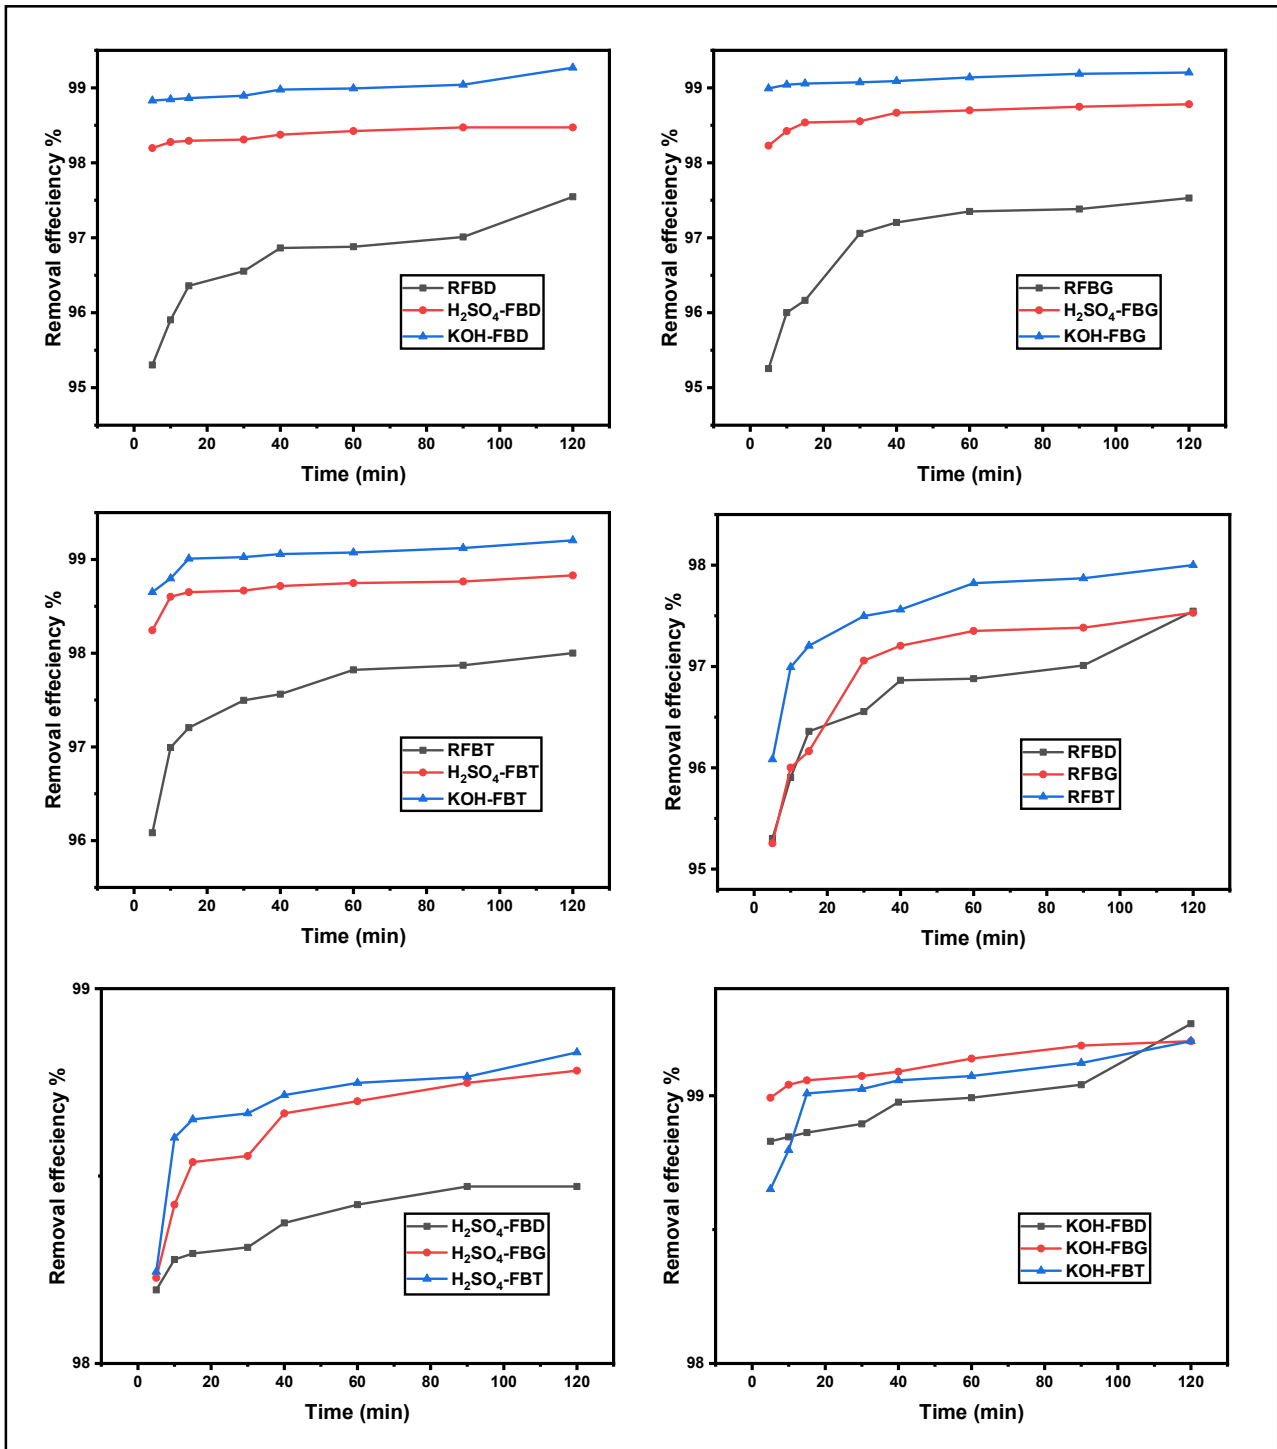 Removal effeciency %
99
98
97
96
95
0 20 40 60 80 100 120
Time (min)
RFBD
H₂SO₄-FBD
KOH-FBD
Removal effeciency %
99
98
97
96
95
0 20 40 60 80 100 120
Time (min)
RFBG
H₂SO₄-FBG
KOH-FBG
Removal effeciency %
99
98
97
96
0 20 40 60 80 100 120
Time (min)
RFBT
H₂SO₄-FBT
KOH-FBT
Removal effeciency %
98
97
96
95
0 20 40 60 80 100 120
Time (min)
RFBD
RFBG
RFBT
Removal effeciency %
99
98
0 20 40 60 80 100 120
Time (min)
H₂SO₄-FBD
H₂SO₄-FBG
H₂SO₄-FBT
Removal effeciency %
99
98
0 20 40 60 80 100 120
Time (min)
KOH-FBD
KOH-FBG
KOH-FBT